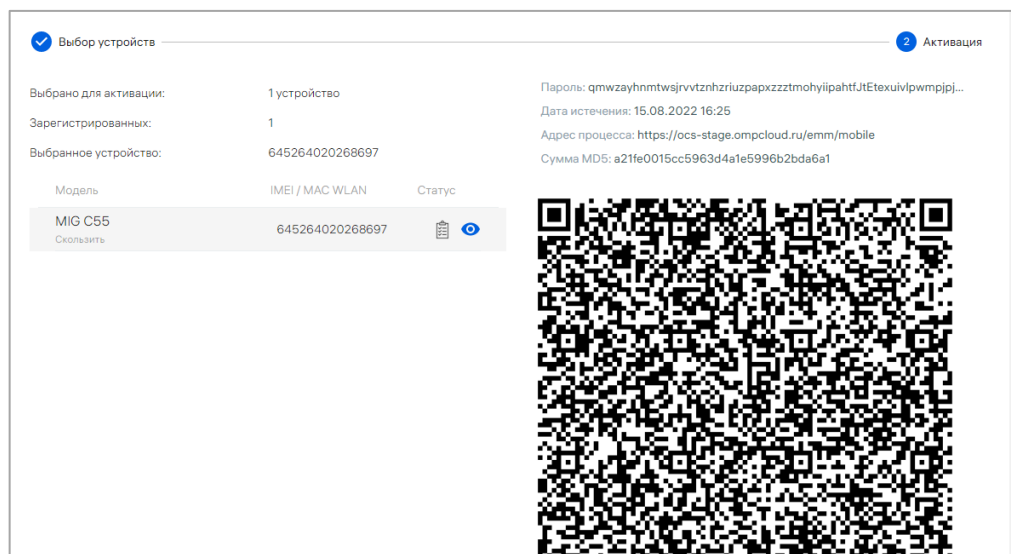 Выбор устройств
2 Активация
Выбрано для активации: 1 устройство
Зарегистрированных: 1
Выбранное устройство: 645264020268697
Модель IMEI / MAC WLAN Статус
MIG C55 645264020268697
Скользить
Пароль: qmwzayhnmtwsjrvvtznhzriuzpapxzzztmohyiipahtfJtEtexuivlpwmpjpj...
Дата истечения: 15.08.2022 16:25
Адрес процесса: https://ocs-stage.ompcloud.ru/emm/mobile
Сумма MD5: a21fe0015cc5963d4a1e5996b2bda6a1